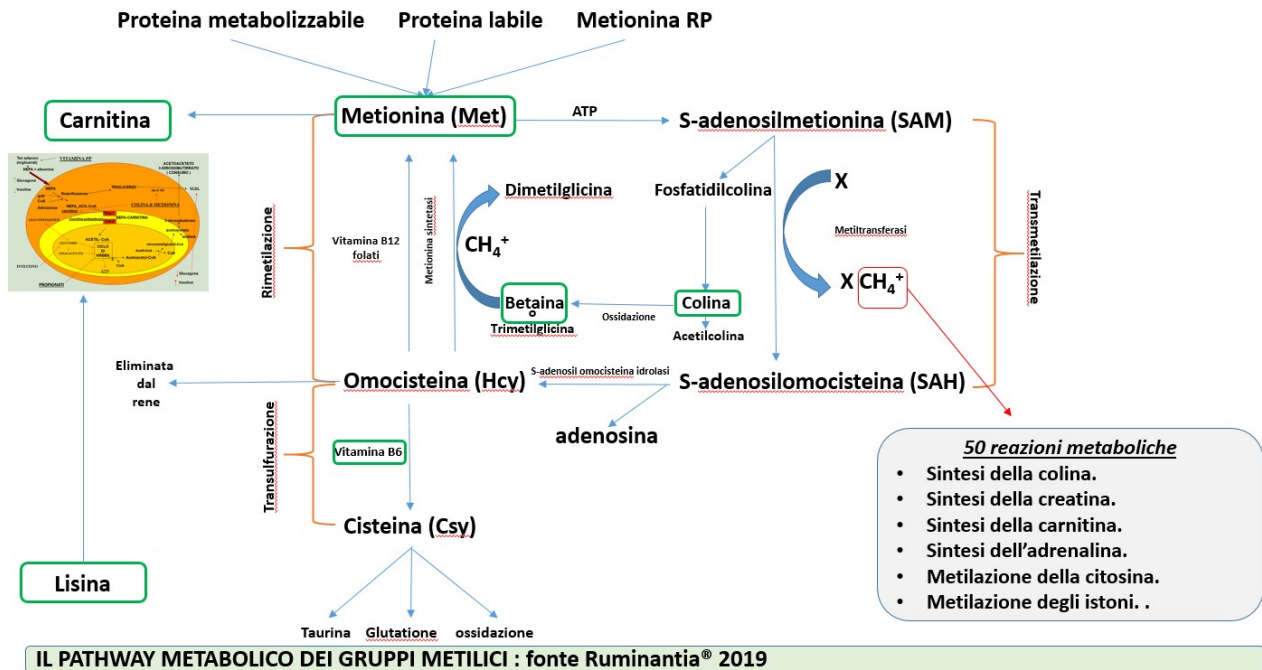 Proteina metabolizzabile
Proteina labile
Metionina RP
Carnitina
Metionina (Met)
ATP
S-adenosilmetionina (SAM)
VITAMINA PP
COLINA & METIONINA
Rimetilazione
Vitamina B12
folati
Metionina sintetasi
Dimetilglicina
CH₄⁺
Betaina
o
Trimetilglicina
Ossidazione
Fosfatidilcolina
Colina
Acetilcolina
X
Metiltransferasi
X CH₄⁺
Transmetilazione
Eliminata
dal
rene
Omocisteina (Hcy)
S-adenosil omocisteina idrolasi
S-adenosilomocisteina (SAH)
adenosina
Transulfurazione
Vitamina B6
Cisteina (Csy)
Lisina
Taurina
Glutatione
ossidazione
50 reazioni metaboliche
• Sintesi della colina.
• Sintesi della creatina.
• Sintesi della carnitina.
• Sintesi dell'adrenalina.
• Metilazione della citosina.
• Metilazione degli istoni. .
IL PATHWAY METABOLICO DEI GRUPPI METILICI : fonte Ruminantia® 2019